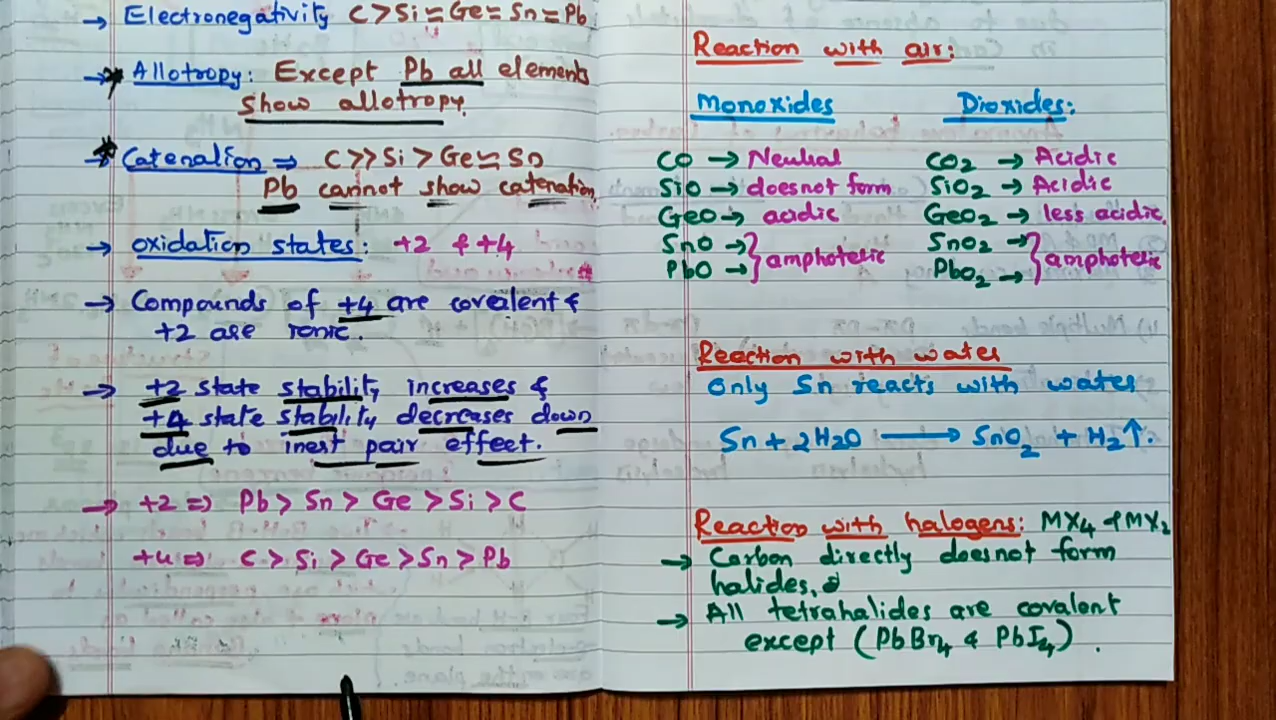 → Electronegativity C > Si ≃ Ge ≃ Sn ≃ Pb
→ Allotropy: Except Pb all elements
show allotropy.
→ Catenation ⇒ C >> Si > Ge ≃ Sn
Pb cannot show catenation.
→ oxidation states: +2 & +4
→ Compounds of +4 are covalent &
+2 are ionic.
→ +2 state stability increases &
+4 state stability decreases down
due to inert pair effect.
→ +2 ⇒ Pb > Sn > Ge > Si > C
+4 ⇒ C > Si > Ge > Sn > Pb
Reaction with air:
Monoxides Dioxides:
CO → Neutral CO₂ → Acidic
SiO → does not form SiO₂ → Acidic
GeO → acidic GeO₂ → less acidic.
SnO → SnO₂ →
} amphoteric } amphoteric
PbO → PbO₂ →
Reaction with water
Only Sn reacts with water
Sn + 2H₂O ⟶ SnO₂ + H₂↑.
Reaction with halogens: MX₄ & MX₂
→ Carbon directly doesnot form
halides.
→ All tetrahalides are covalent
except (PbBr₄ & PbI₄).